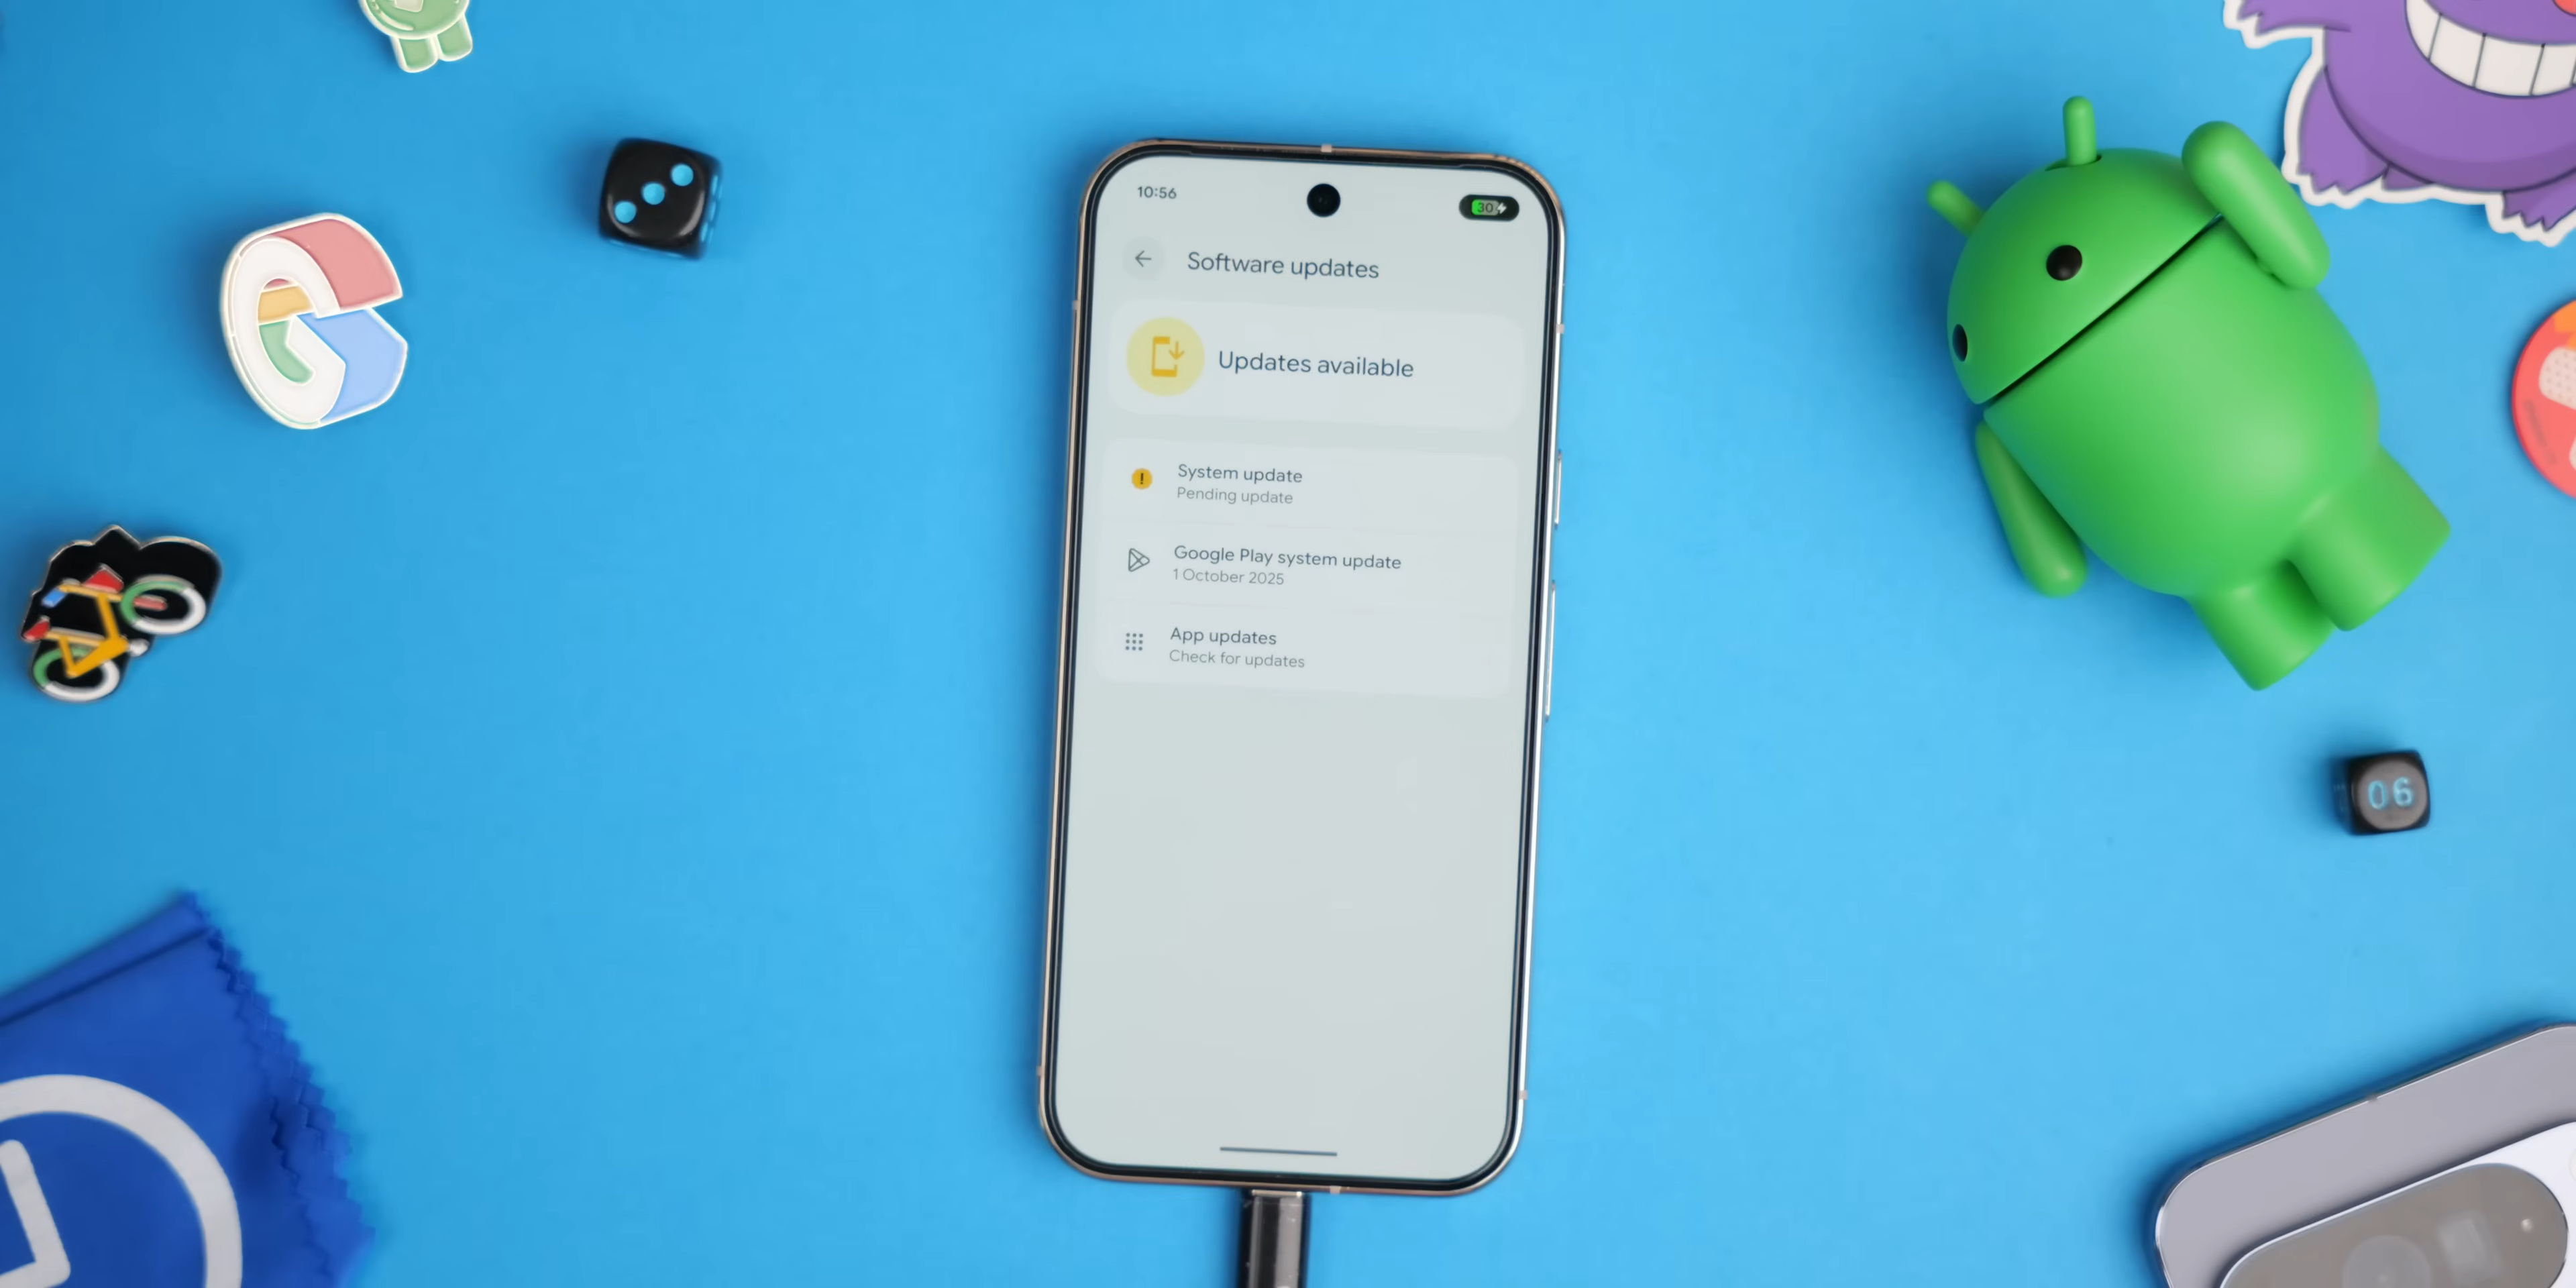 10:56
30
Software updates
Updates available
System update
Pending update
Google Play system update
1 October 2025
App updates
Check for updates
06